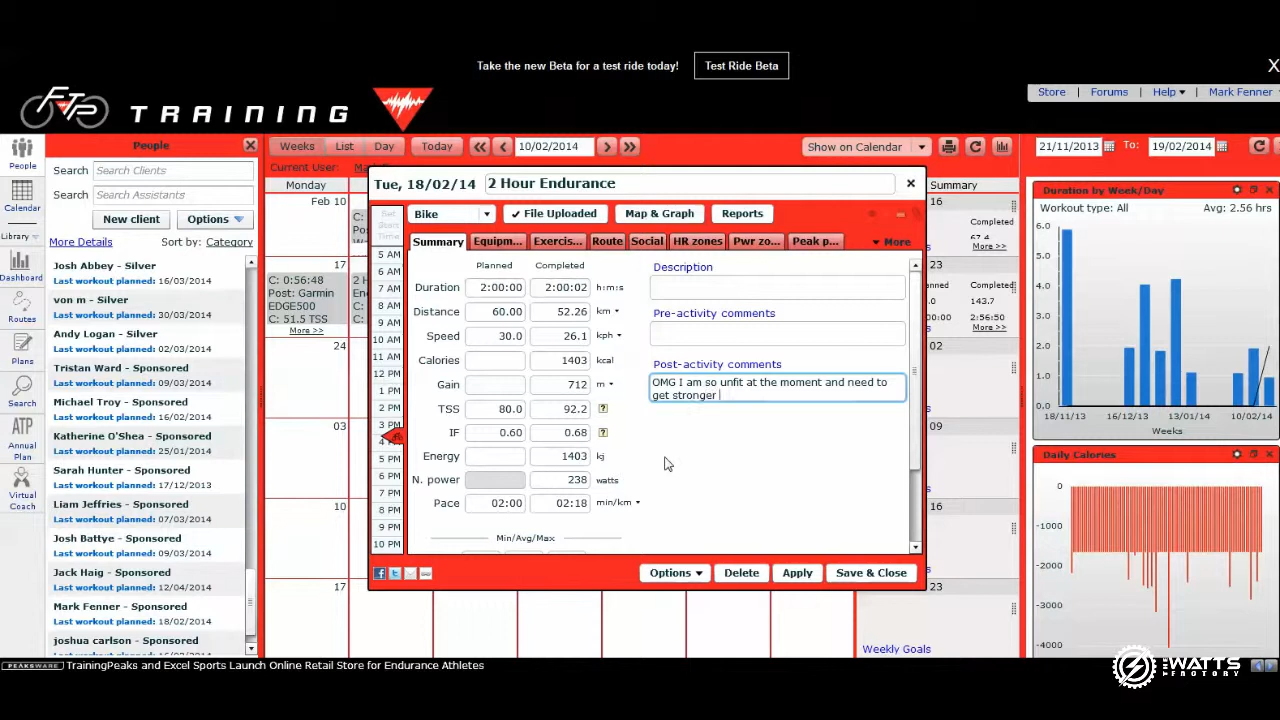 Take the new Beta for a test ride today!
Test Ride Beta
X
FTP TRAINING
Store | Forums | Help | Mark Fenner
People
Weeks
List
Day
Today
10/02/2014
Show on Calendar
21/11/2013
To:
19/02/2014
People
Calendar
Library
Dashboard
Routes
Plans
Search
ATP
Annual
Plan
Virtual
Coach
Search
Search Clients
Search
Search Assistants
New client
Options
More Details
Sort by: Category
Josh Abbey - Silver
Last workout planned: 16/03/2014
von m - Silver
Last workout planned: 09/03/2014
Andy Logan - Silver
Last workout planned: 12/03/2014
Tristan Ward - Sponsored
Last workout planned: 09/03/2014
Michael Troy - Sponsored
Last workout planned: 26/02/2014
Katherine O'Shea - Sponsored
Last workout planned: 25/01/2014
Sarah Hunter - Sponsored
Last workout planned: 17/12/2013
Liam Jeffries - Sponsored
Last workout planned: 07/03/2014
Josh Battye - Sponsored
Last workout planned: 09/03/2014
Jack Haig - Sponsored
Last workout planned: 12/04/2014
Mark Fenner - Sponsored
Last workout planned: 18/02/2014
joshua carlson - Sponsored
Current User:
Monday
Feb 10
17
C: 0:56:48
Post: Garmin
EDGE500
C: 51.5 TSS
More >>
24
03
10
17
Tue, 18/02/14
2 Hour Endurance
Set
Start
Time
5 AM
6 AM
7 AM
8 AM
9 AM
10 AM
11 AM
12 PM
1 PM
2 PM
3 PM
4
5 PM
6 PM
7 PM
8 PM
9 PM
10 PM
Bike
File Uploaded
Map & Graph
Reports
Summary
Equipm...
Exercis...
Route
Social
HR zones
Pwr zo...
Peak p...
More
Planned Completed
Duration 2:00:00 2:00:02 h:m:s
Distance 60.00 52.26 km
Speed 30.0 26.1 kph
Calories 1403 kcal
Gain 712 m
TSS 80.0 92.2 ?
IF 0.60 0.68 ?
Energy 1403 kj
N. power 238 watts
Pace 02:00 02:18 min/km
Min/Avg/Max
Description
Pre-activity comments
Post-activity comments
OMG I am so unfit at the moment and need to
get stronger
Options
Delete
Apply
Save & Close
Summary
16
Completed
67.4
More >>
23
Completed
143.7
2:56:50
More >>
02
09
16
23
Weekly Goals
Duration by Week/Day
Workout type: All
Avg: 2.56 hrs
6.0
5.0
4.0
3.0
2.0
1.0
0.0
18/11/13
16/12/13
13/01/14
10/02/14
Weeks
Daily Calories
0
-1000
-2000
-3000
-4000
PEAKSWARE
TrainingPeaks and Excel Sports Launch Online Retail Store for Endurance Athletes
THE WATTS
FACTORY